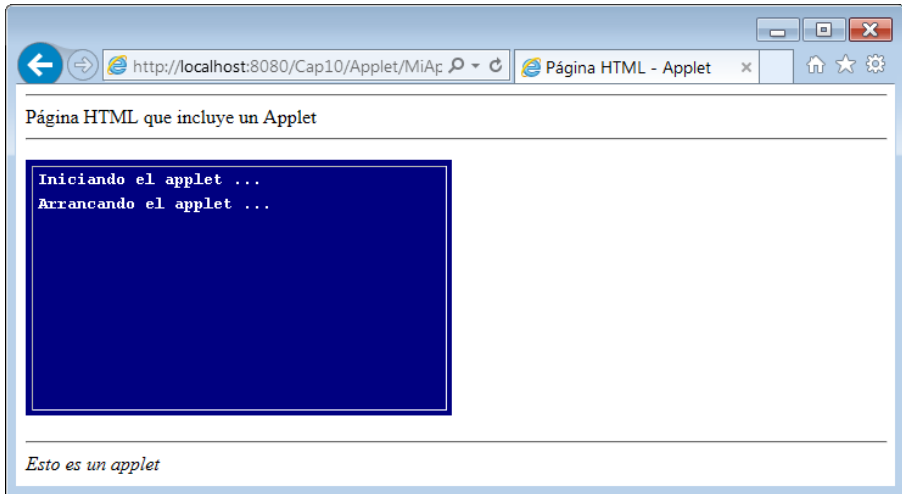 http://localhost:8080/Cap10/Applet/MiAp
Página HTML - Applet
Página HTML que incluye un Applet
Iniciando el applet ...
Arrancando el applet ...
Esto es un applet